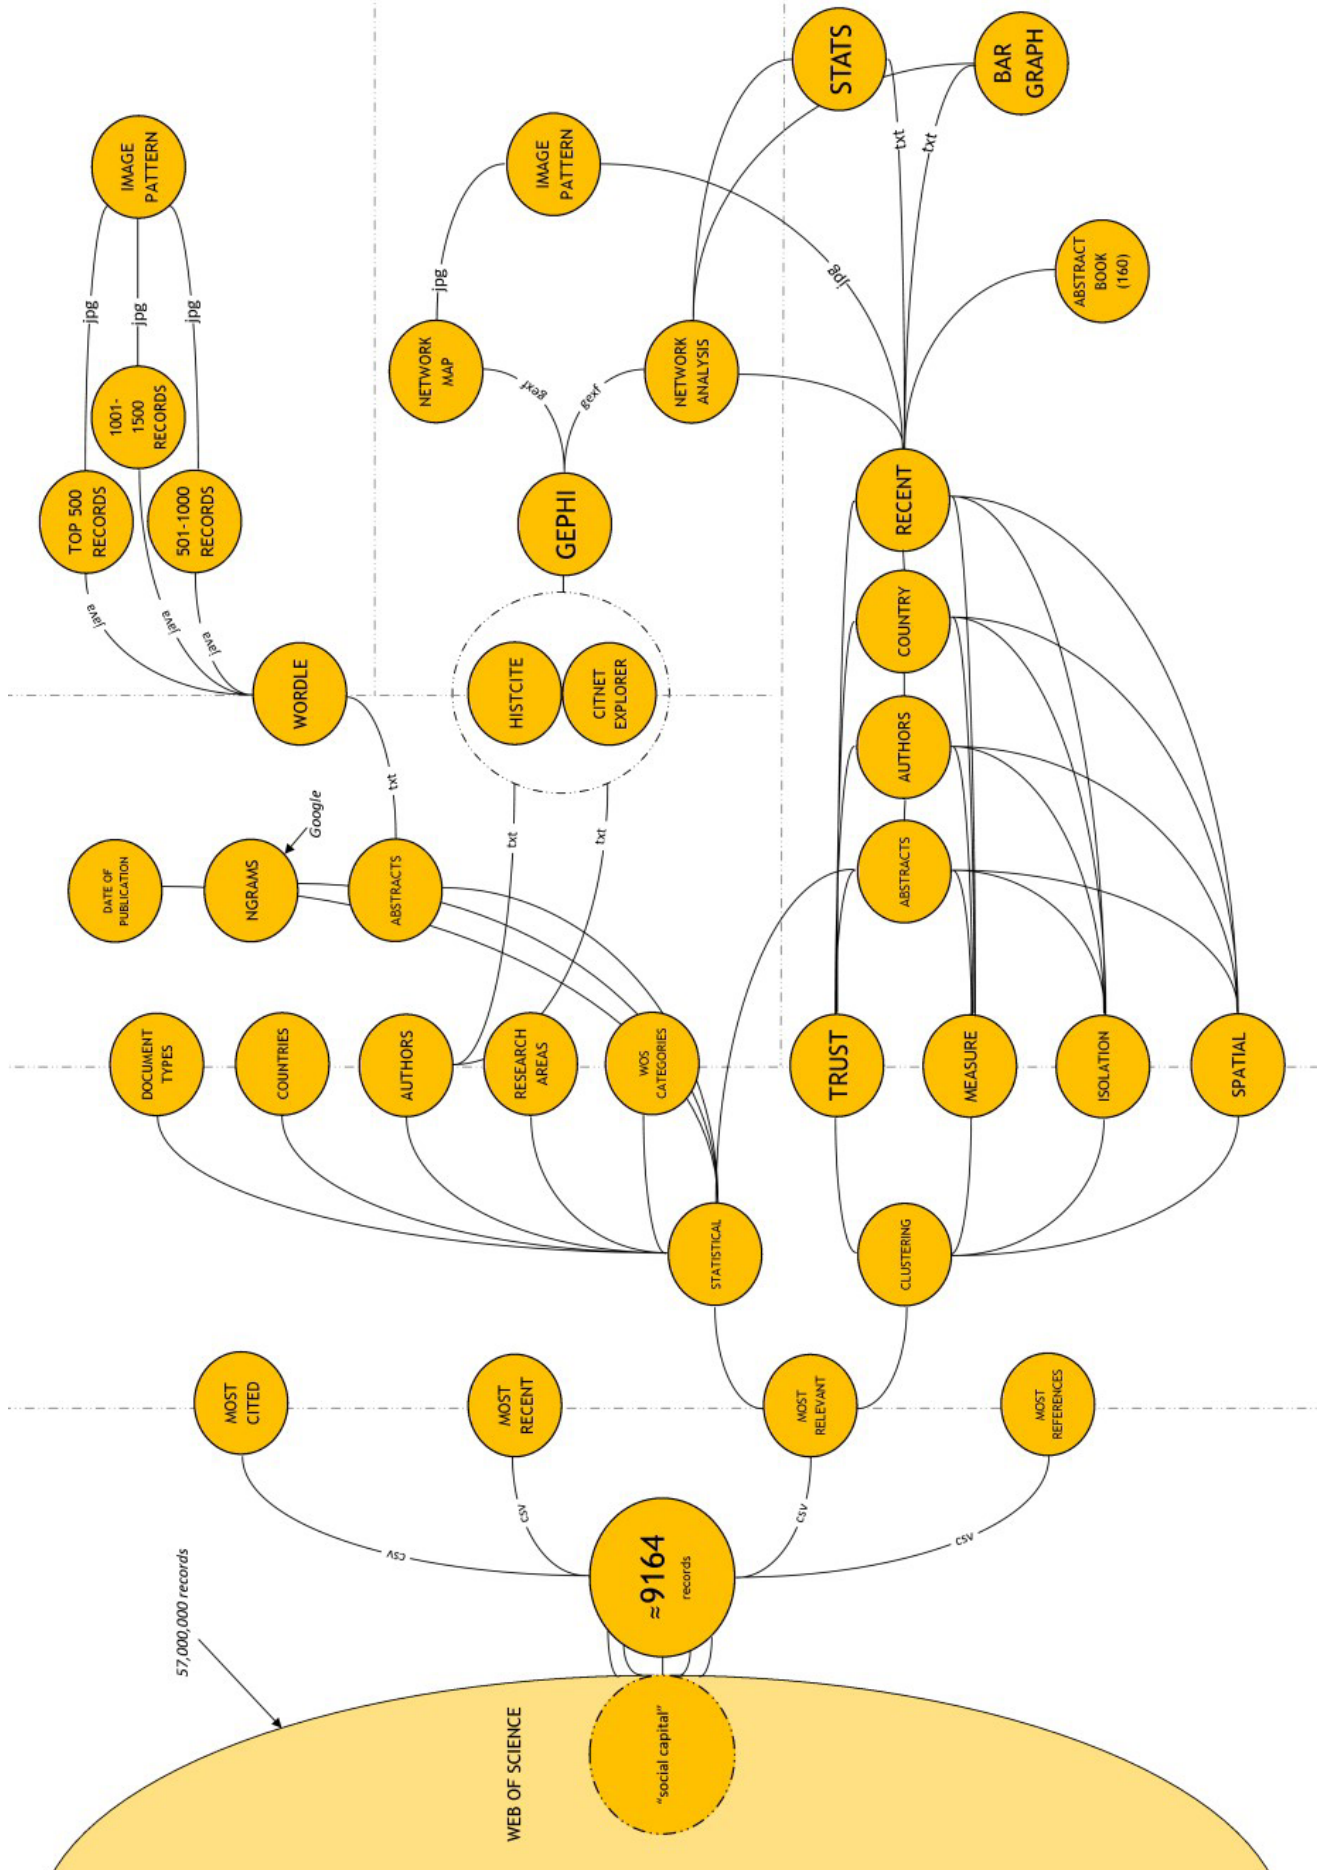 57,000,000 records
WEB OF SCIENCE
"social capital"
≈9164
records
csv
csv
csv
csv
MOST
CITED
MOST
RECENT
MOST
RELEVANT
MOST
REFERENCES
STATISTICAL
CLUSTERING
DOCUMENT
TYPES
COUNTRIES
AUTHORS
RESEARCH
AREAS
WOS
CATEGORIES
TRUST
MEASURE
ISOLATION
SPATIAL
DATE OF
PUBLICATION
NGRAMS
Google
ABSTRACTS
txt
txt
txt
ABSTRACTS
AUTHORS
COUNTRY
RECENT
WORDLE
HISTCITE
CITNET
EXPLORER
java
java
java
TOP 500
RECORDS
1001-
1500
RECORDS
501-1000
RECORDS
GEPHI
gexf
gexf
NETWORK
MAP
NETWORK
ANALYSIS
jpg
jpg
jpg
jpg
jpg
IMAGE
PATTERN
IMAGE
PATTERN
txt
txt
STATS
BAR
GRAPH
ABSTRACT
BOOK
(160)